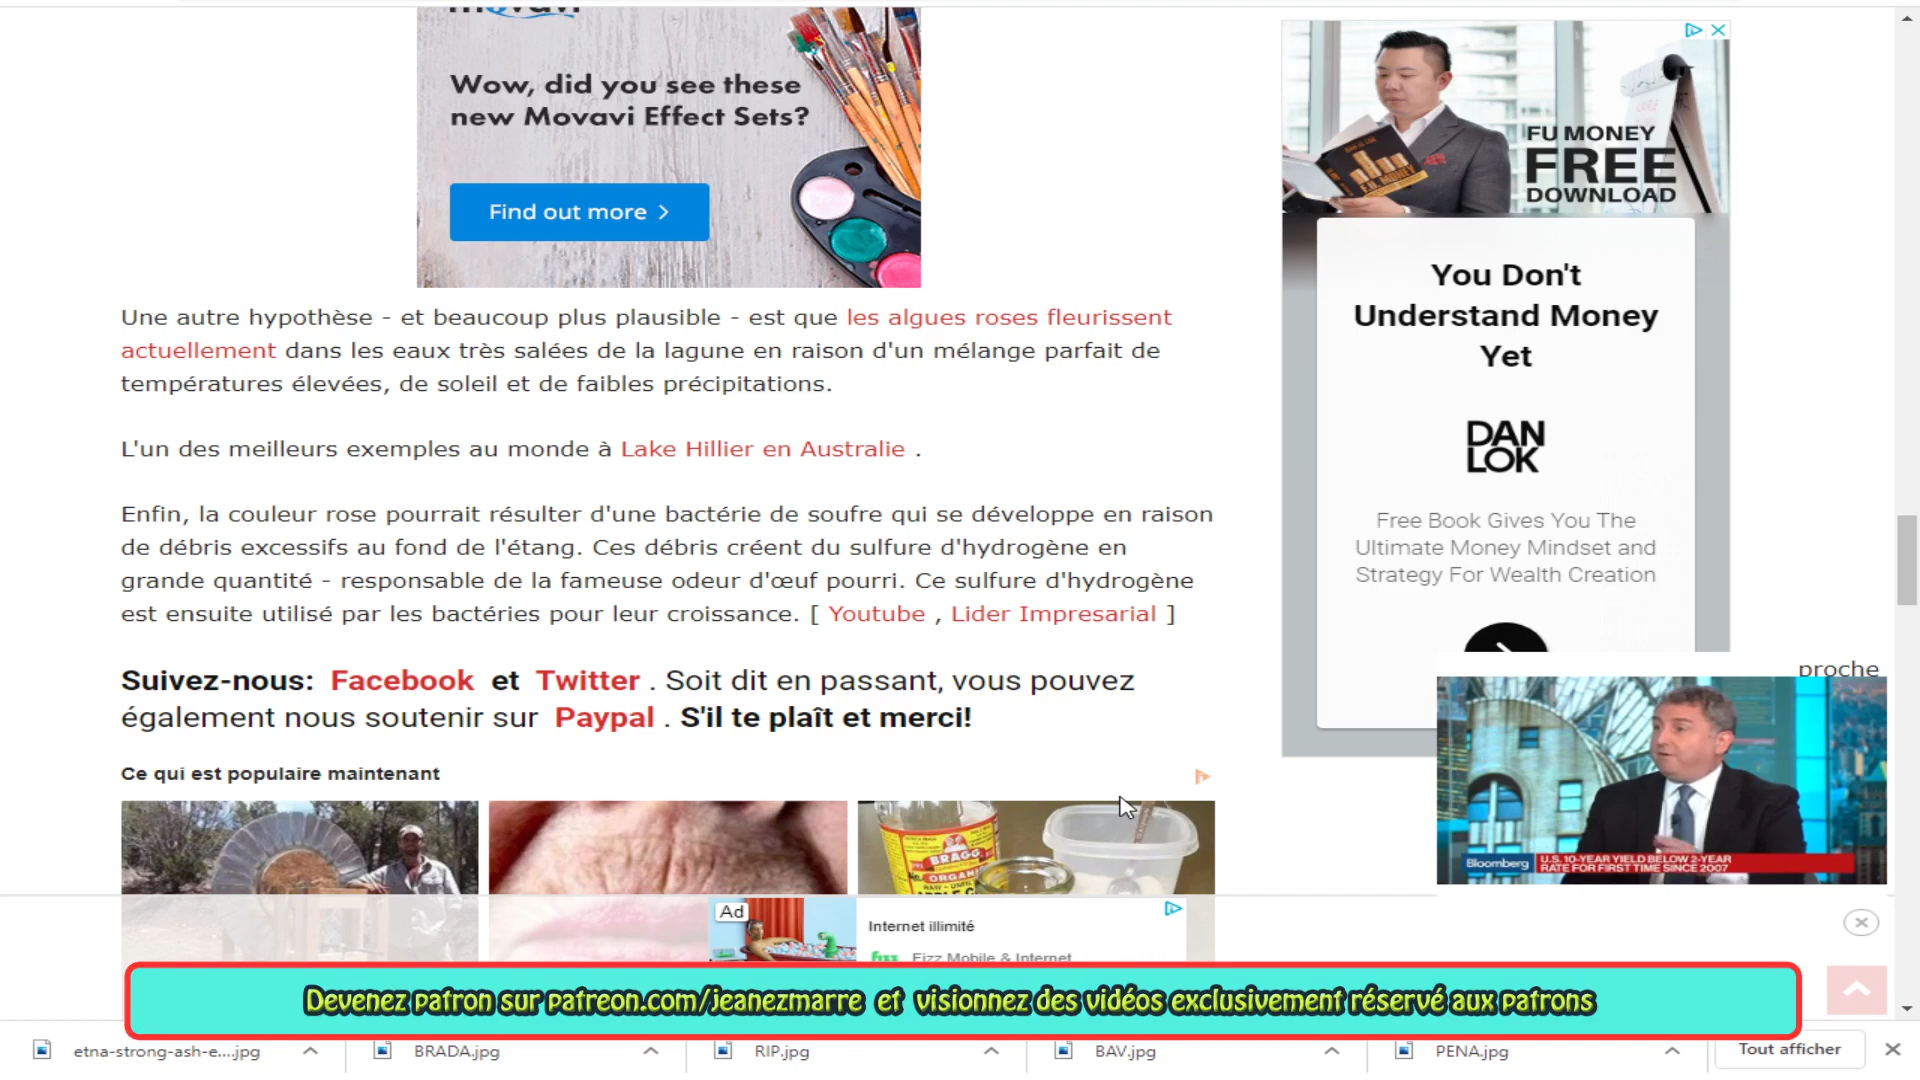 Wow, did you see these
new Movavi Effect Sets?
Find out more >
FU MONEY
FREE
DOWNLOAD
You Don't
Understand Money
Yet
DAN
LOK
Free Book Gives You The
Ultimate Money Mindset and
Strategy For Wealth Creation
Une autre hypothèse - et beaucoup plus plausible - est que les algues roses fleurissent
actuellement dans les eaux très salées de la lagune en raison d'un mélange parfait de
températures élevées, de soleil et de faibles précipitations.
L'un des meilleurs exemples au monde à Lake Hillier en Australie .
Enfin, la couleur rose pourrait résulter d'une bactérie de soufre qui se développe en raison
de débris excessifs au fond de l'étang. Ces débris créent du sulfure d'hydrogène en
grande quantité - responsable de la fameuse odeur d'œuf pourri. Ce sulfure d'hydrogène
est ensuite utilisé par les bactéries pour leur croissance. [ Youtube , Lider Impresarial ]
Suivez-nous: Facebook et Twitter . Soit dit en passant, vous pouvez
également nous soutenir sur Paypal . S'il te plaît et merci!
Ce qui est populaire maintenant
proche
Bloomberg
U.S. 10-YEAR YIELD BELOW 2-YEAR
RATE FOR FIRST TIME SINCE 2007
BRAGG
ORGANIC
Ad
Internet illimité
fizz Fizz Mobile & Internet
Devenez patron sur patreon.com/jeanezmarre et visionnez des vidéos exclusivement réservé aux patrons
etna-strong-ash-e....jpg
BRADA.jpg
RIP.jpg
BAV.jpg
PENA.jpg
Tout afficher